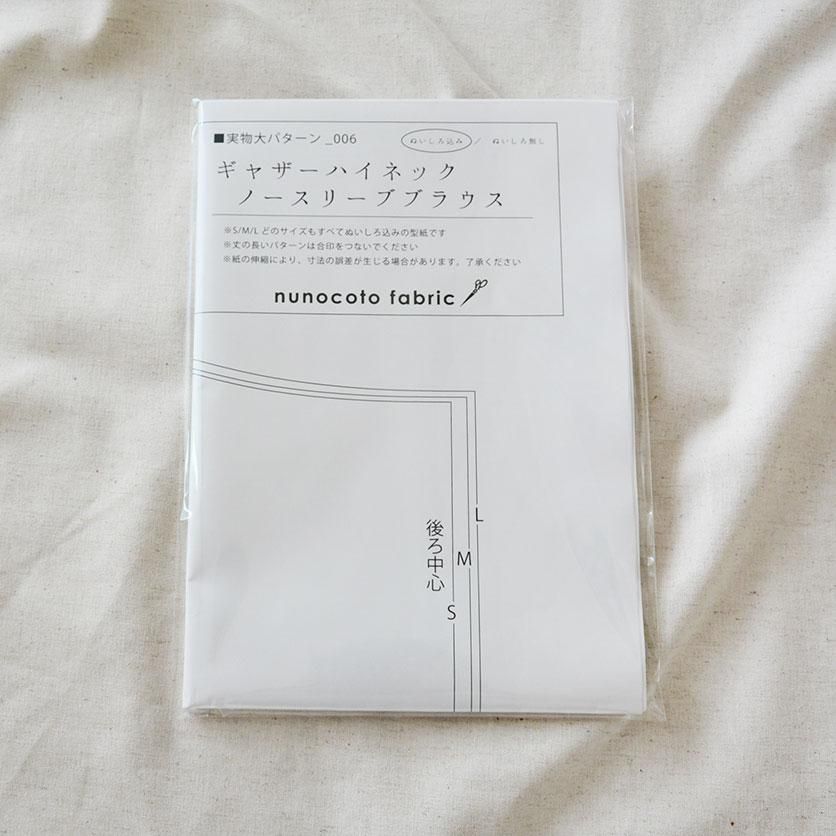 ■実物大パターン_006
ぬいしろ込み / ぬいしろ無し
ギャザーハイネック
ノースリーブブラウス
※S/M/L どのサイズもすべてぬいしろ込みの型紙です
※丈の長いパターンは合印をつないでください
※紙の伸縮により、寸法の誤差が生じる場合があります。了承ください
nunocoto fabric
後ろ中心
L
M
S